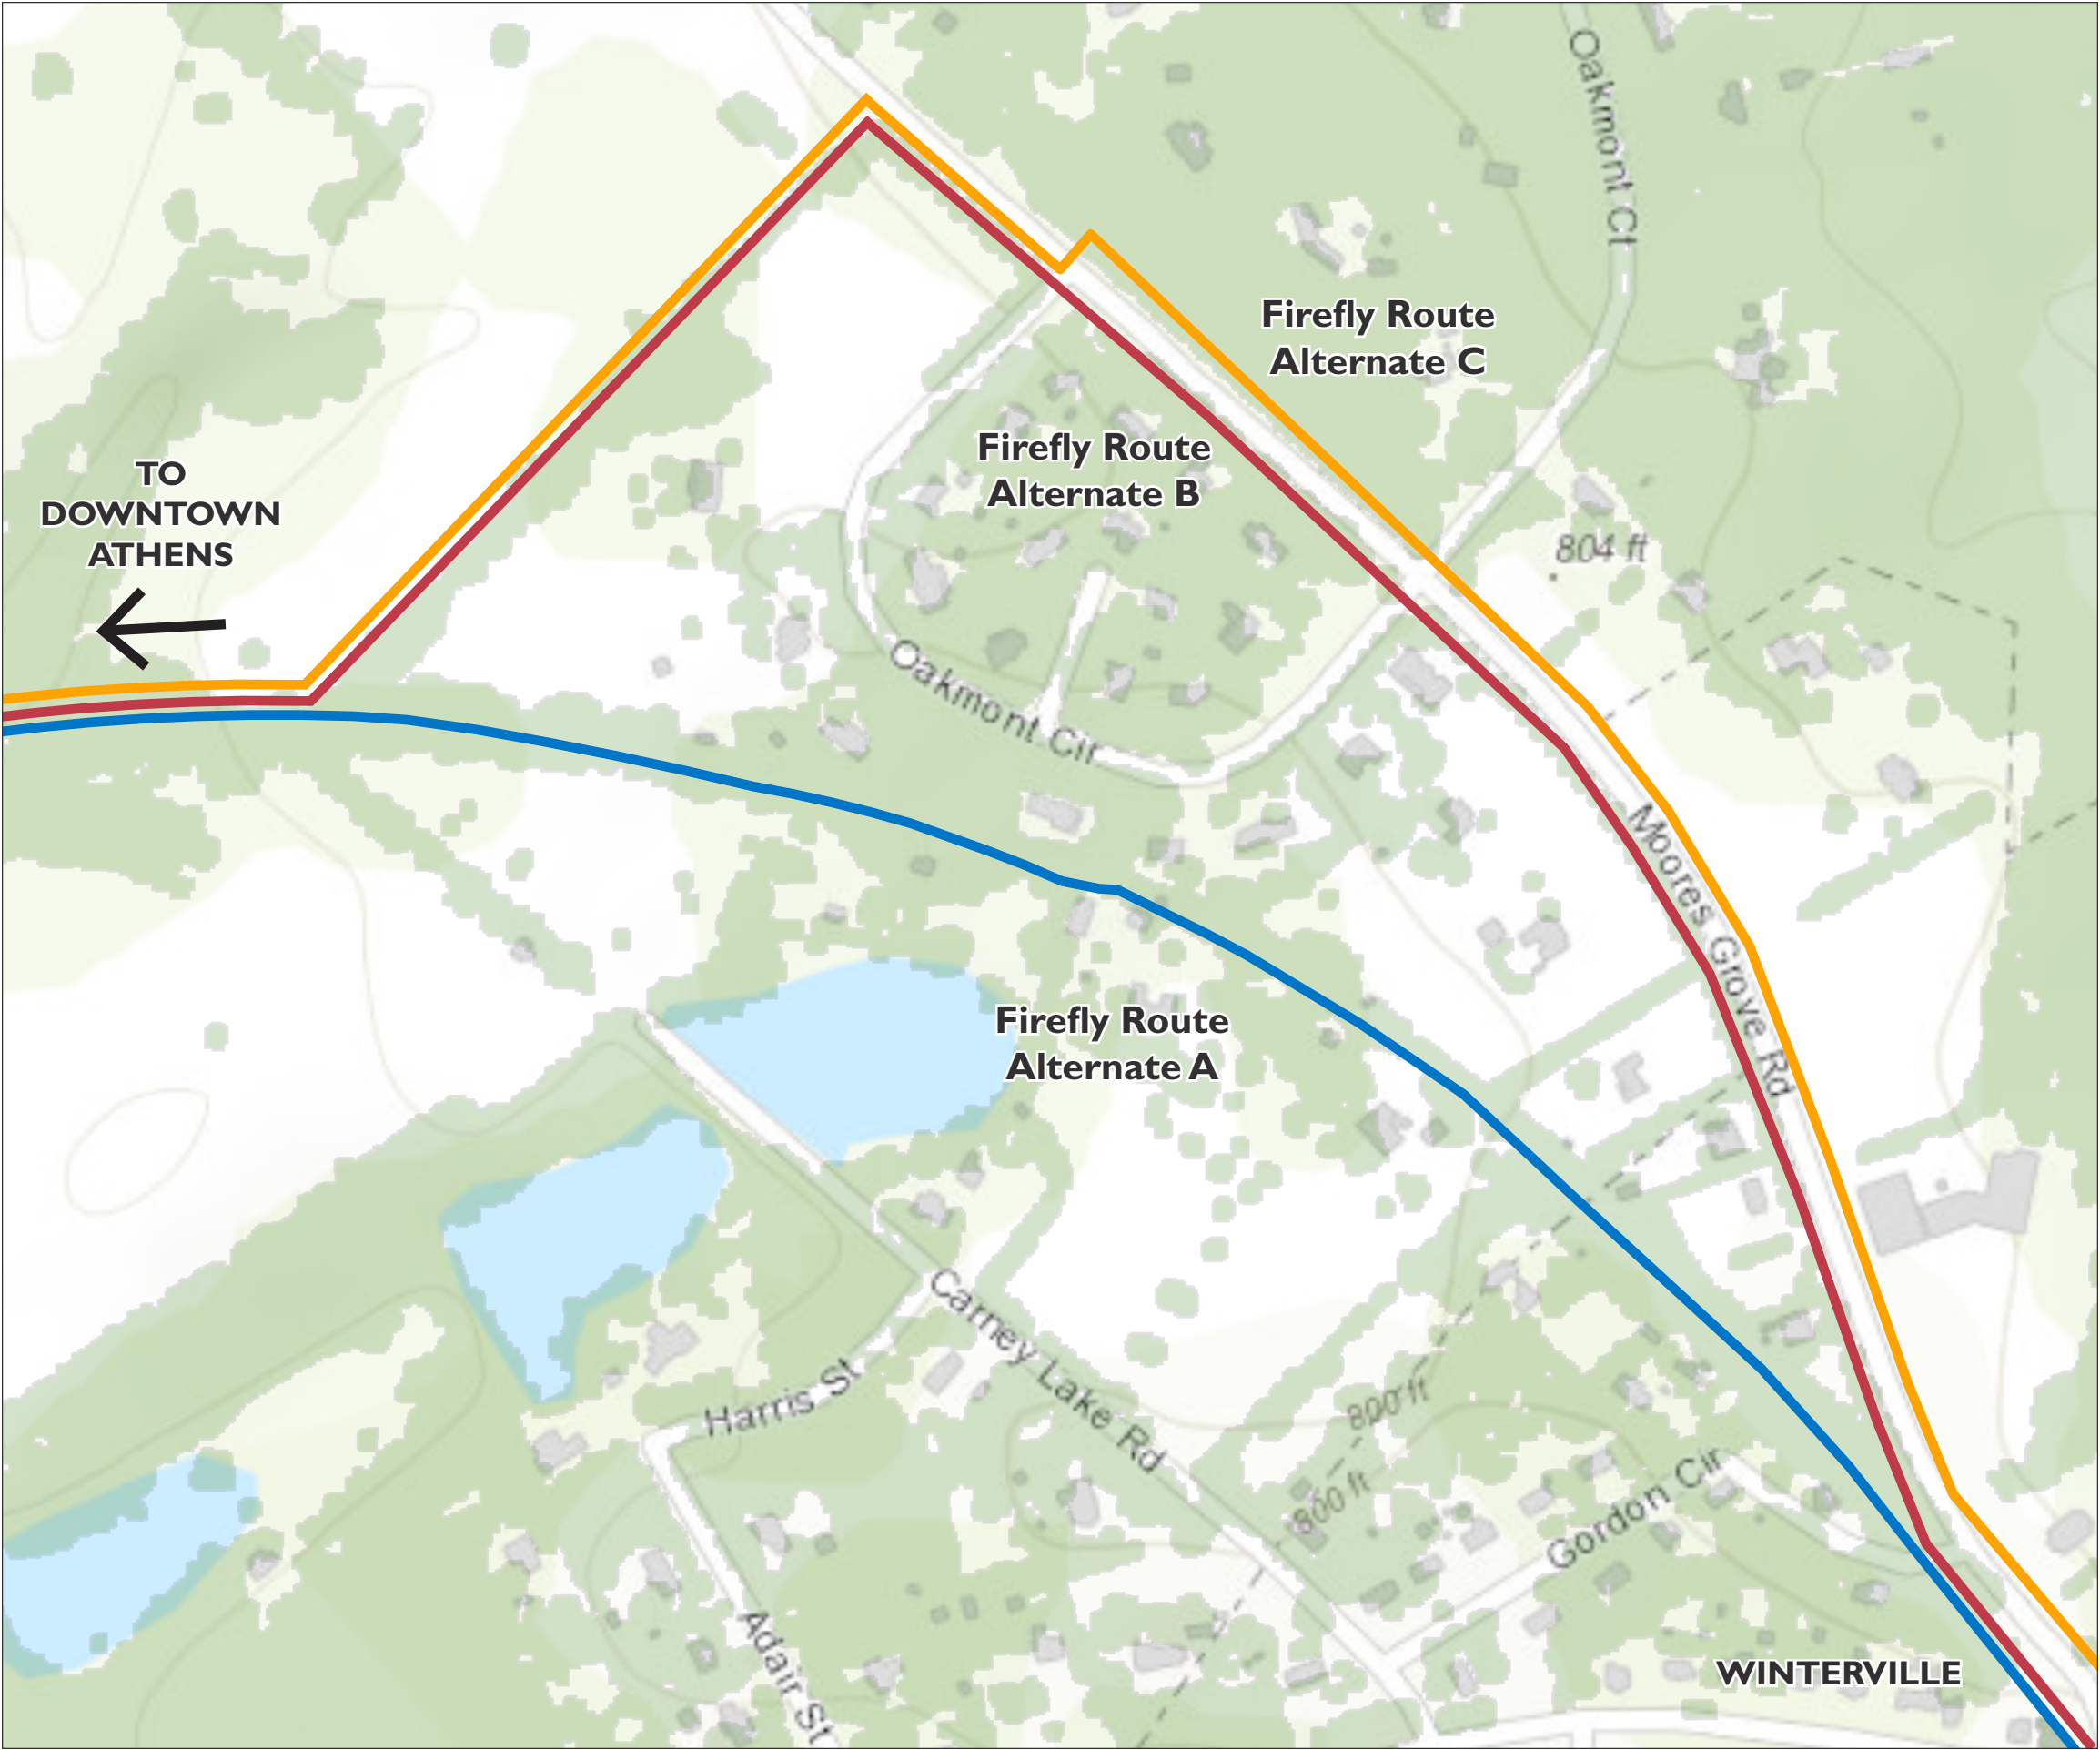 Oakmont Ct
Firefly Route
Alternate C
Firefly Route
Alternate B
TO
DOWNTOWN
ATHENS
804 ft
Oakmont Cir
Moores Grove Rd
Firefly Route
Alternate A
Carney Lake Rd
Harris St
800 ft
800 ft
Gordon Cir
Adair St
WINTERVILLE